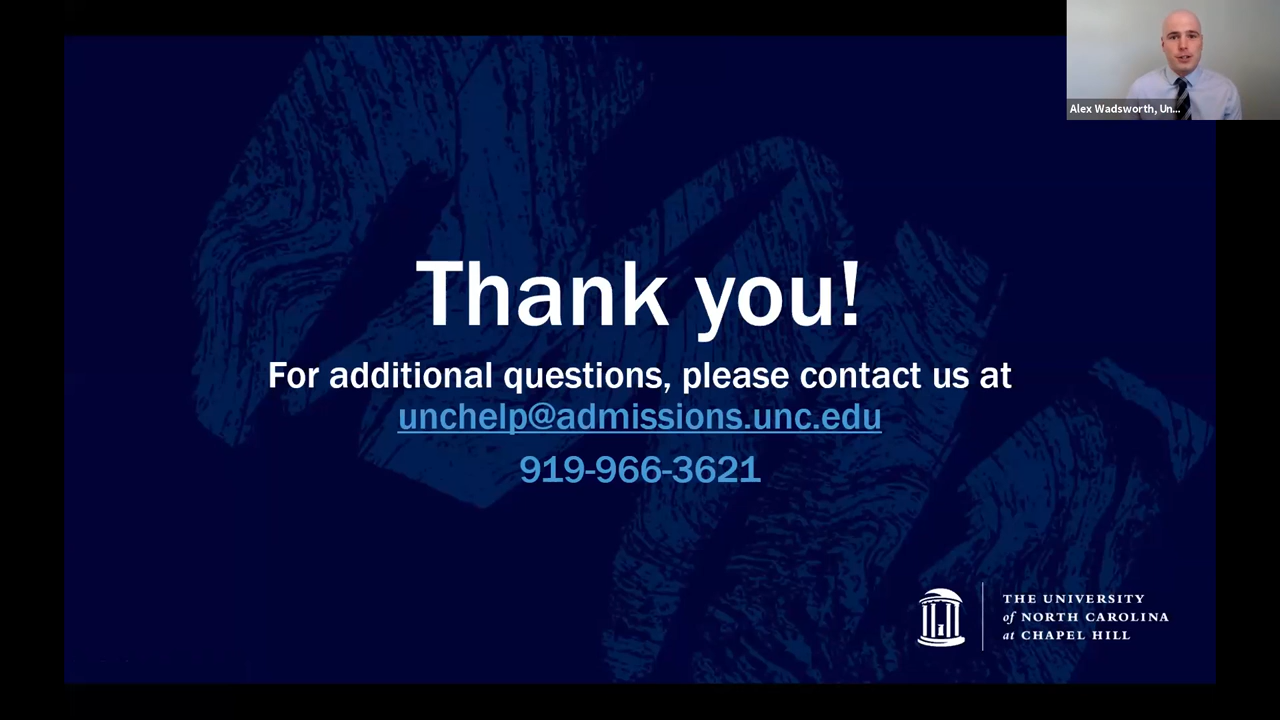 Alex Wadsworth, Un...
Thank you!
For additional questions, please contact us at
unchelp@admissions.unc.edu
919-966-3621
THE UNIVERSITY
of NORTH CAROLINA
at CHAPEL HILL